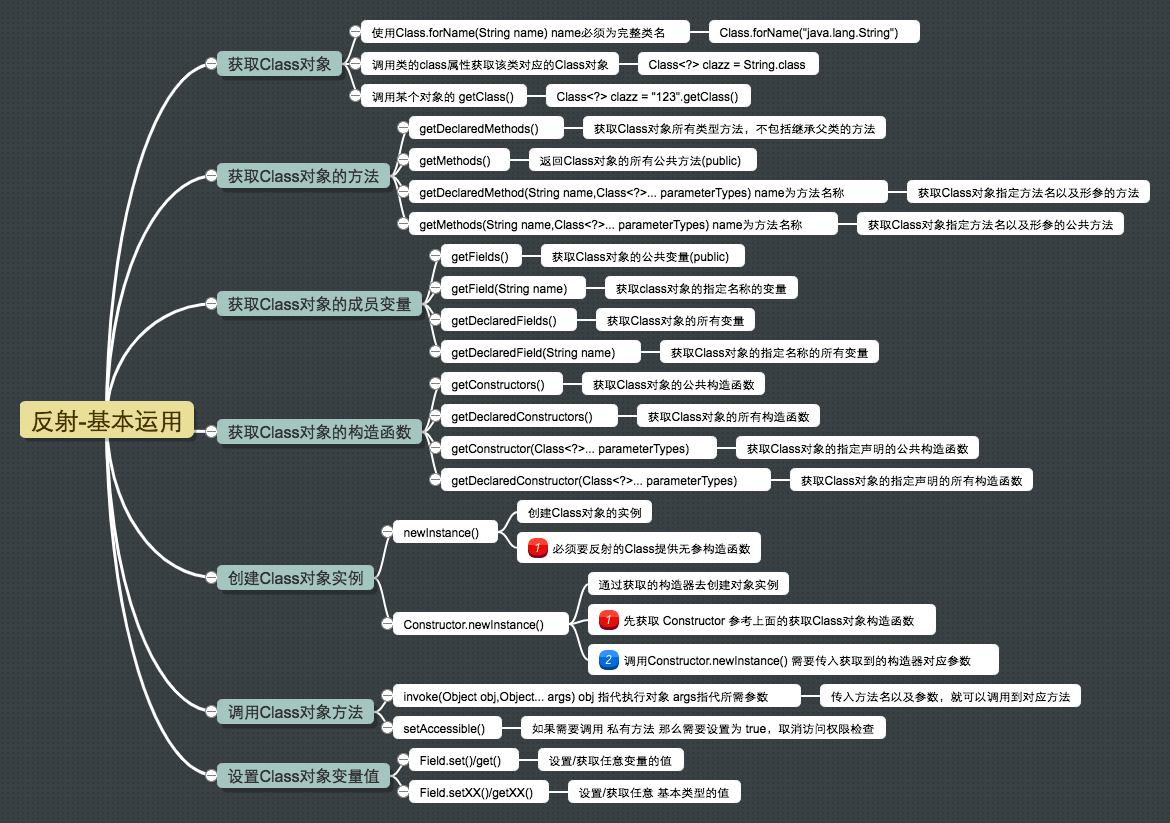 反射-基本运用
获取Class对象
使用Class.forName(String name) name必须为完整类名
Class.forName("java.lang.String")
调用类的class属性获取该类对应的Class对象
Class<?> clazz = String.class
调用某个对象的 getClass()
Class<?> clazz = "123".getClass()
获取Class对象的方法
getDeclaredMethods()
获取Class对象所有类型方法，不包括继承父类的方法
getMethods()
返回Class对象的所有公共方法(public)
getDeclaredMethod(String name,Class<?>... parameterTypes) name为方法名称
获取Class对象指定方法名以及形参的方法
getMethods(String name,Class<?>... parameterTypes) name为方法名称
获取Class对象指定方法名以及形参的公共方法
获取Class对象的成员变量
getFields()
获取Class对象的公共变量(public)
getField(String name)
获取class对象的指定名称的变量
getDeclaredFields()
获取Class对象的所有变量
getDeclaredField(String name)
获取Class对象的指定名称的所有变量
获取Class对象的构造函数
getConstructors()
获取Class对象的公共构造函数
getDeclaredConstructors()
获取Class对象的所有构造函数
getConstructor(Class<?>... parameterTypes)
获取Class对象的指定声明的公共构造函数
getDeclaredConstructor(Class<?>... parameterTypes)
获取Class对象的指定声明的所有构造函数
创建Class对象实例
newInstance()
创建Class对象的实例
1 必须要反射的Class提供无参构造函数
Constructor.newInstance()
通过获取的构造器去创建对象实例
1 先获取 Constructor 参考上面的获取Class对象构造函数
2 调用Constructor.newInstance() 需要传入获取到的构造器对应参数
调用Class对象方法
invoke(Object obj,Object... args) obj 指代执行对象 args指代所需参数
传入方法名以及参数，就可以调用到对应方法
setAccessible()
如果需要调用 私有方法 那么需要设置为 true，取消访问权限检查
设置Class对象变量值
Field.set()/get()
设置/获取任意变量的值
Field.setXX()/getXX()
设置/获取任意 基本类型的值